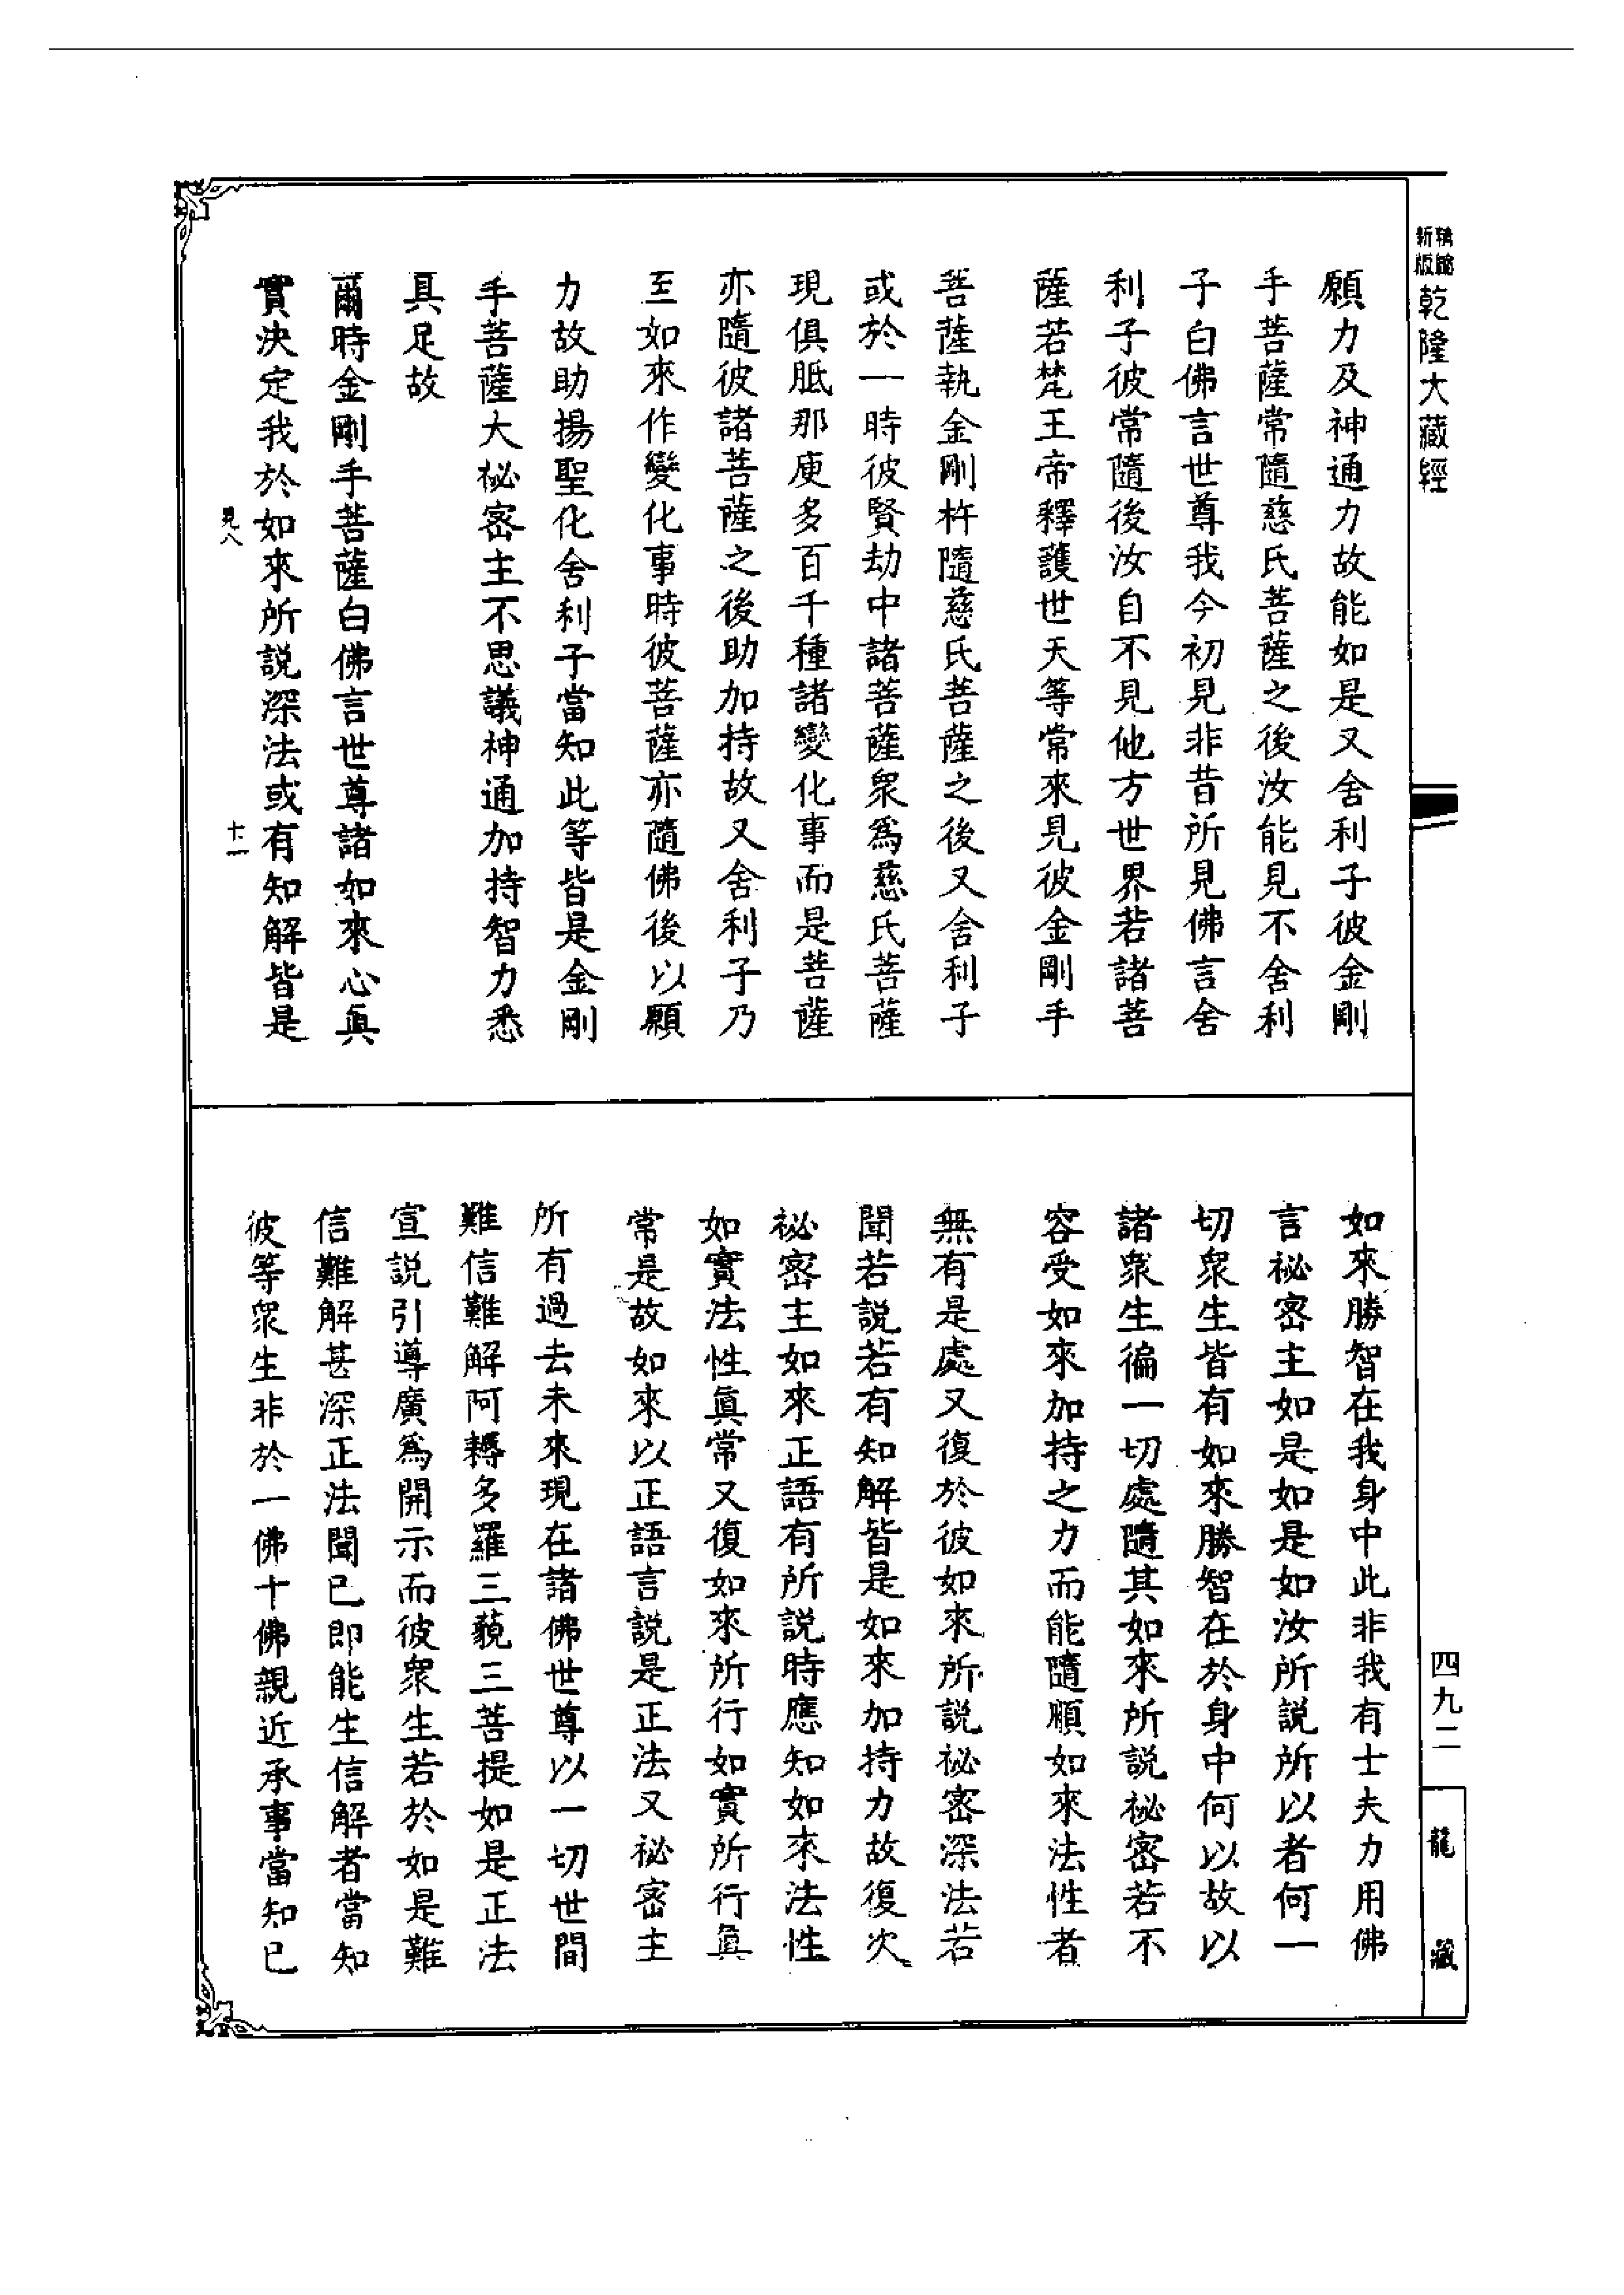 新版精縮乾隆大藏經
願力及神通力故能如是又舍利子彼金剛
手菩薩常隨慈氏菩薩之後汝能見不舍利
子白佛言世尊我今初見非昔所見佛言舍
利子彼常隨後汝自不見他方世界若諸菩
薩若梵王帝釋護世天等常來見彼金剛手
菩薩執金剛杵隨慈氏菩薩之後又舍利子
或於一時彼賢劫中諸菩薩衆爲慈氏菩薩
現俱胝那庾多百千種諸變化事而是菩薩
亦隨彼諸菩薩之後助加持故又舍利子乃
至如來作變化事時彼菩薩亦隨佛後以願
力故助揚聖化舍利子當知此等皆是金剛
手菩薩大祕密主不思議神通加持智力悉
具足故
爾時金剛手菩薩白佛言世尊諸如來心眞
實決定我於如來所説深法或有知解皆是
見八 十一
如來勝智在我身中此非我有士夫力用佛
言祕密主如是如是如汝所説所以者何一
切衆生皆有如來勝智在於身中何以故以
諸衆生徧一切處隨其如來所説祕密若不
容受如來加持之力而能隨順如來法性者
無有是處又復於彼如來所説祕密深法若
聞若説若有知解皆是如來加持力故復次
祕密主如來正語有所説時應知如來法性
如實法性眞常又復如來所行如實所行眞
常是故如來以正語言説是正法又祕密主
所有過去未來現在諸佛世尊以一切世間
難信難解阿耨多羅三藐三菩提如是正法
宣説引導廣爲開示而彼衆生若於如是難
信難解甚深正法聞已即能生信解者當知
彼等衆生非於一佛十佛親近承事當知已
四九二
龍藏